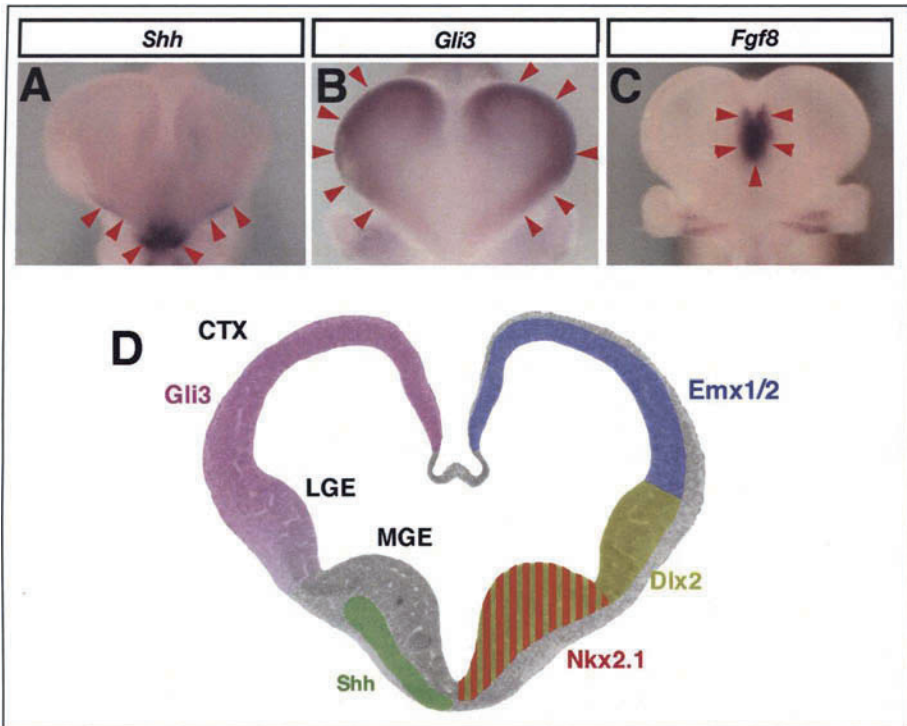 Shh
Gli3
Fgf8
A
B
C
D
CTX
Gli3
Emx1/2
LGE
MGE
Dlx2
Nkx2.1
Shh